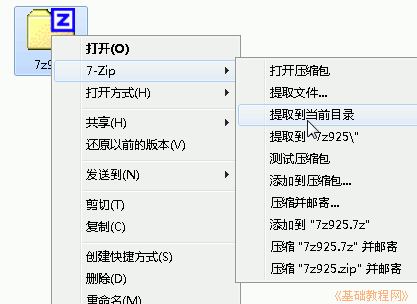 Z
7z9
打开(O)
7-Zip
打开方式(H)
共享(H)
还原以前的版本(V)
发送到(N)
剪切(T)
复制(C)
创建快捷方式(S)
删除(D)
重命名(M)
打开压缩包
提取文件...
提取到当前目录
提取到 "7z925\"
测试压缩包
添加到压缩包...
压缩并邮寄...
添加到 "7z925.7z"
压缩 "7z925.7z" 并邮寄
压缩 "7z925.zip" 并邮寄
《基础教程网》